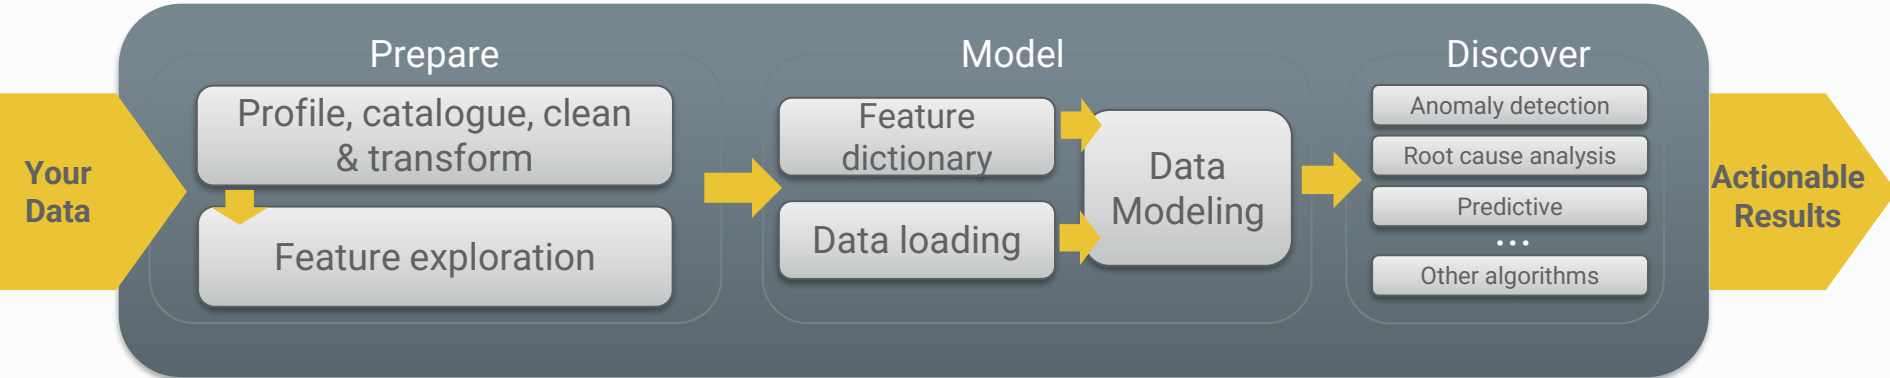 Your
Data
Prepare
Profile, catalogue, clean
& transform
Feature exploration
Model
Feature
dictionary
Data loading
Data
Modeling
Discover
Anomaly detection
Root cause analysis
Predictive
...
Other algorithms
Actionable
Results